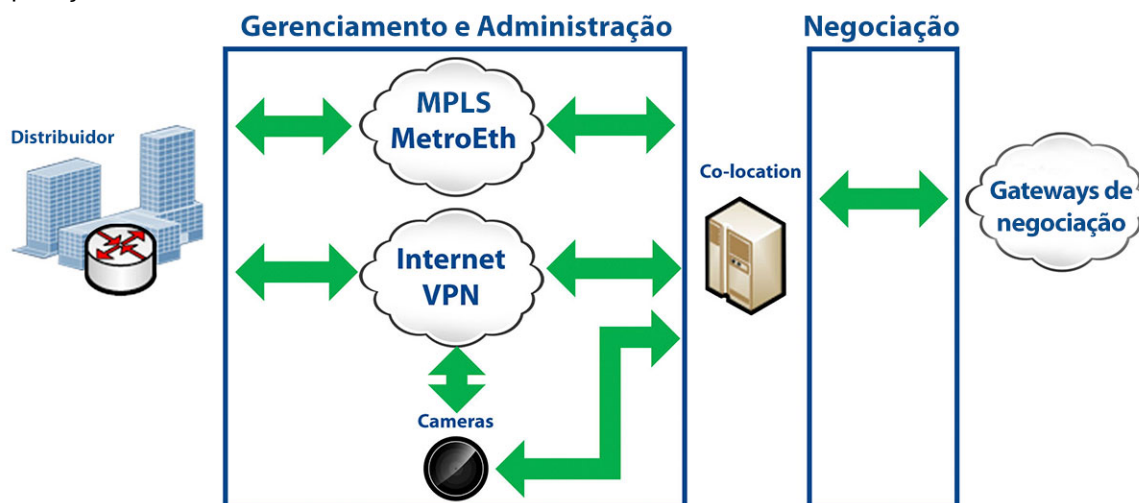 Gerenciamento e Administração
Negociação
Distribuidor
MPLS
MetroEth
Co-location
Gateways de
negociação
Internet
VPN
Cameras